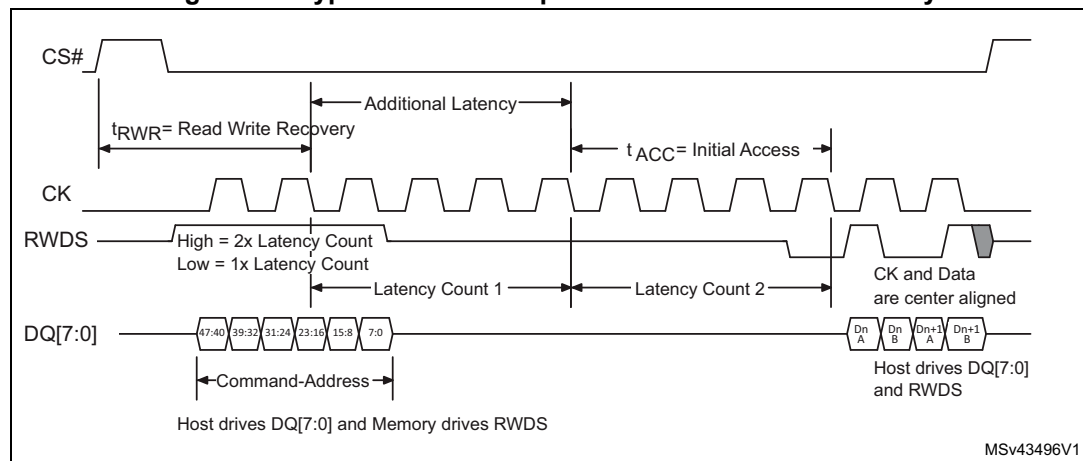 CS#
Additional Latency
tRWR= Read Write Recovery
tACC= Initial Access
CK
RWDS
High = 2x Latency Count
Low = 1x Latency Count
CK and Data
are center aligned
Latency Count 1
Latency Count 2
DQ[7:0]
47:40 39:32 31:24 23:16 15:8 7:0
Dn A Dn B Dn+1 A Dn+1 B
Command-Address
Host drives DQ[7:0]
and RWDS
Host drives DQ[7:0] and Memory drives RWDS
MSv43496V1